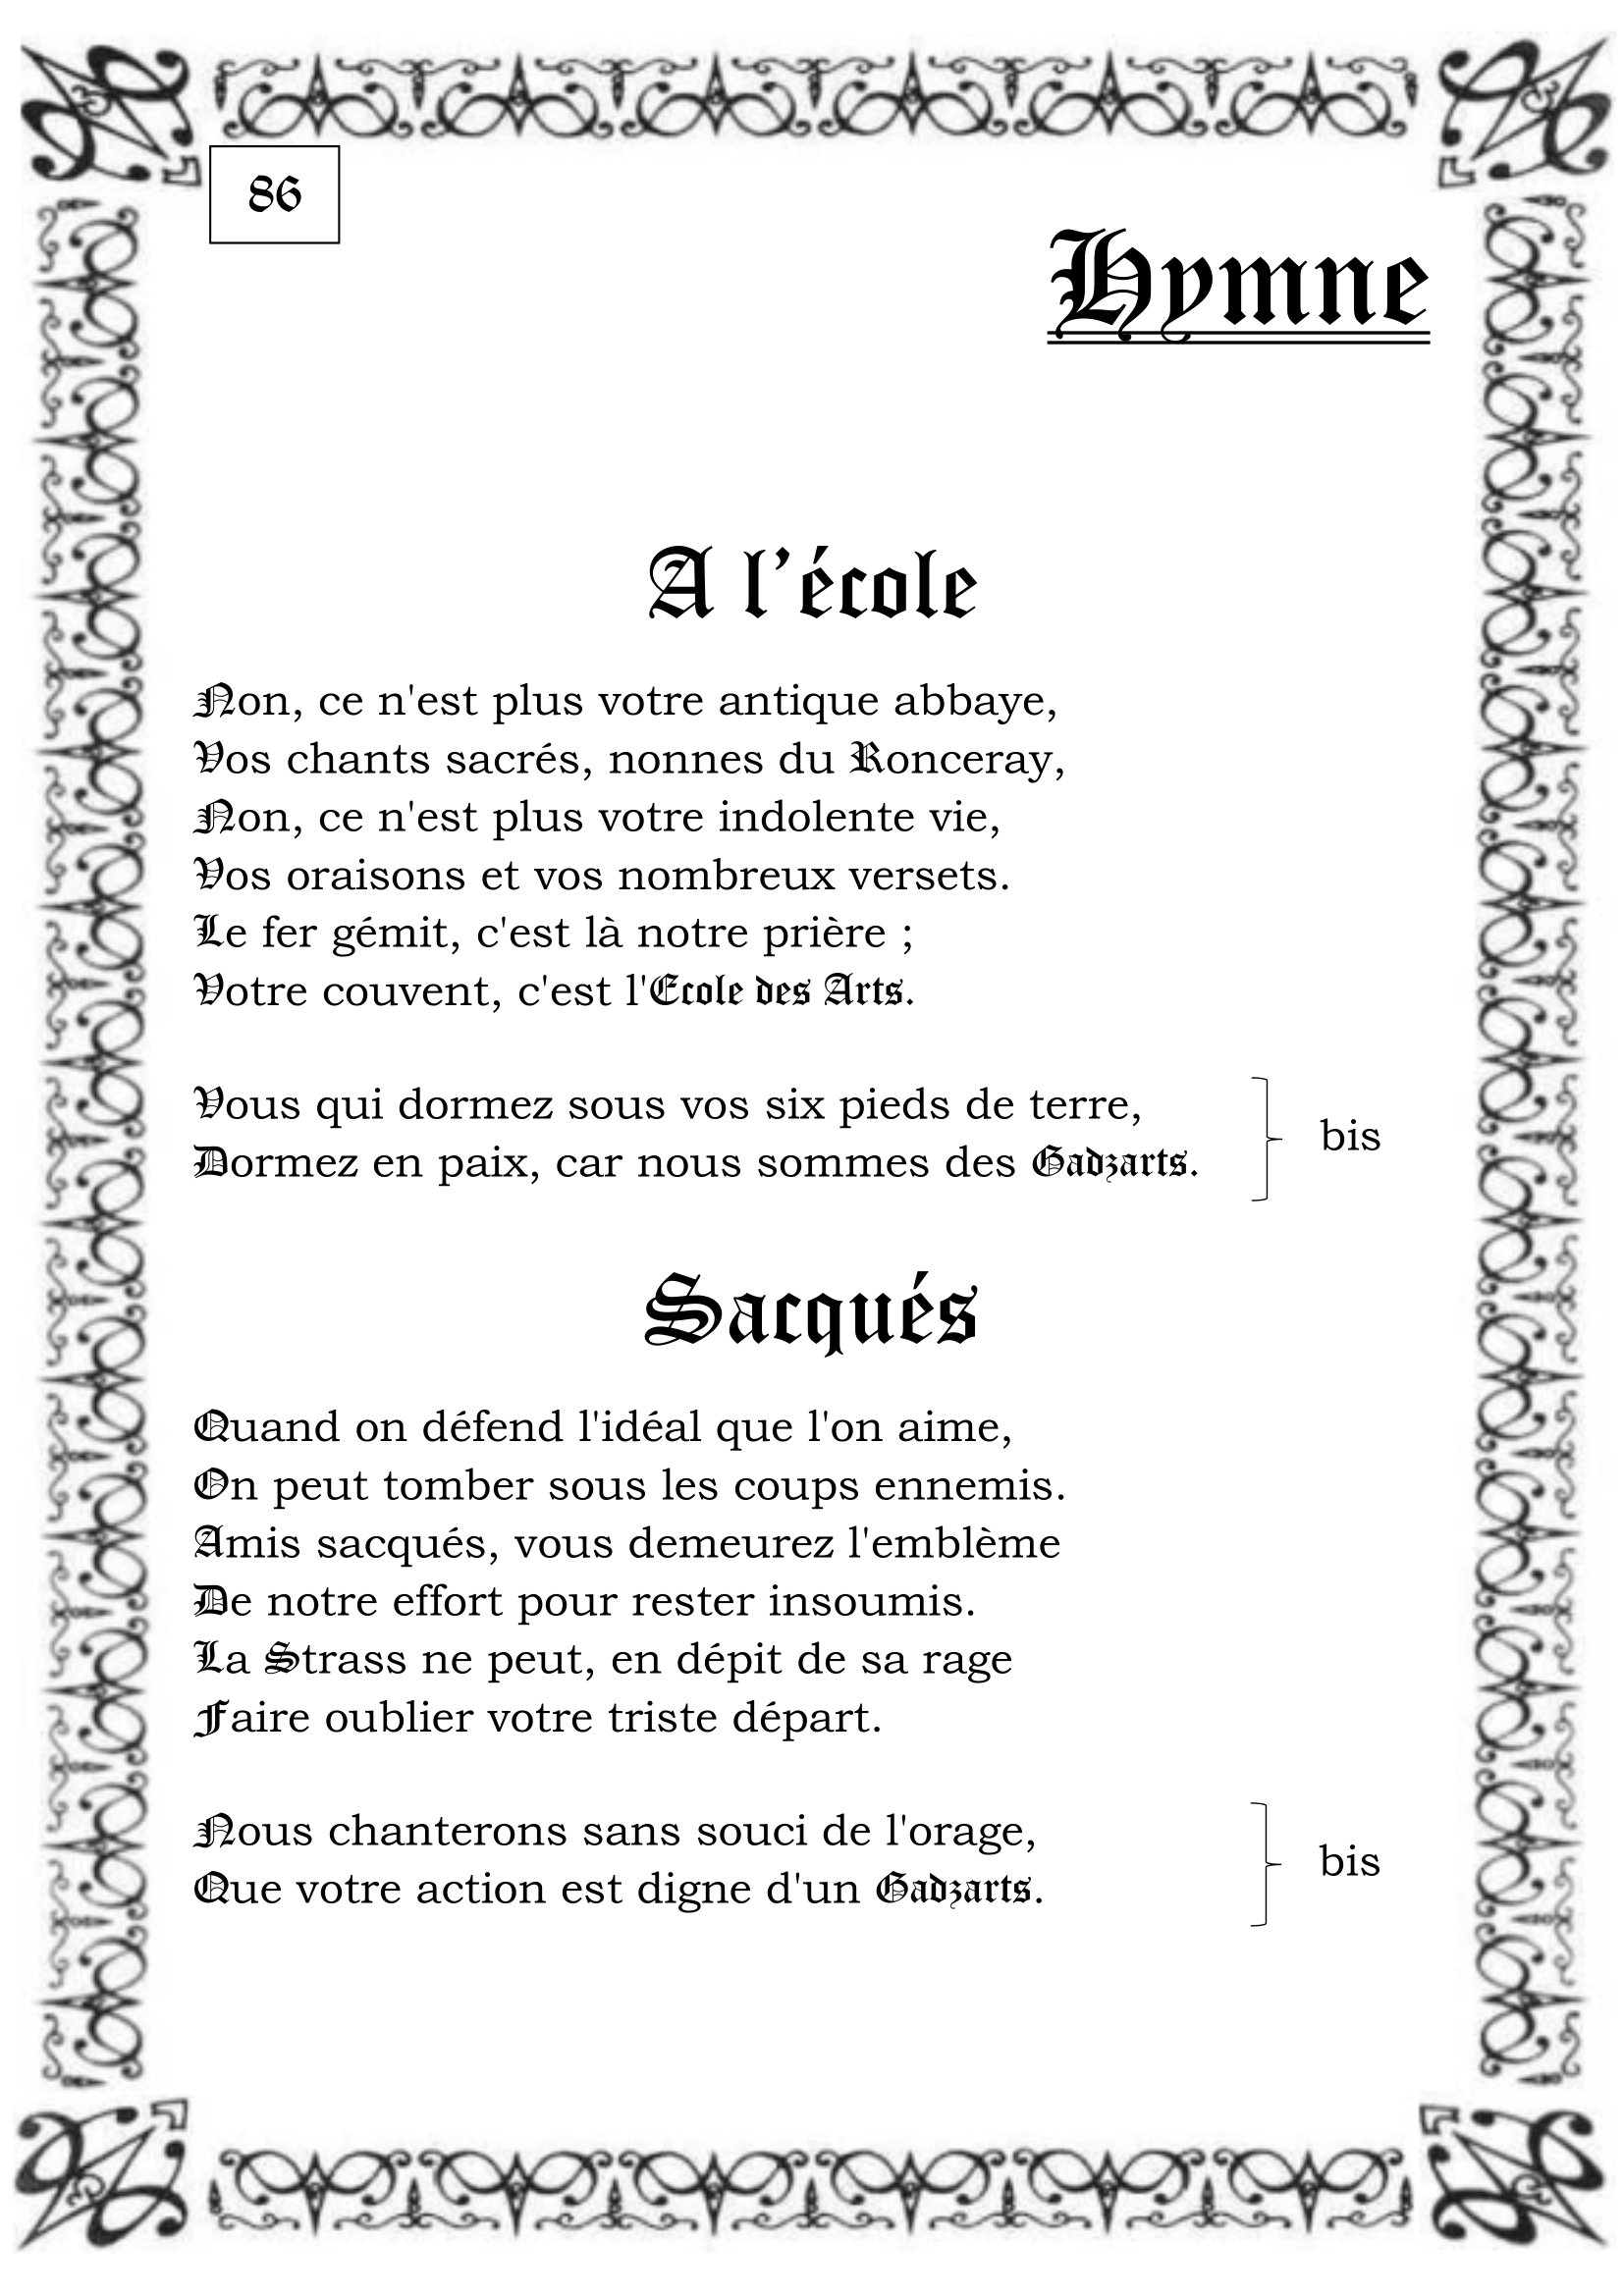 86
Hymne
A l'école
Non, ce n'est plus votre antique abbaye,
Vos chants sacrés, nonnes du Ronceray,
Non, ce n'est plus votre indolente vie,
Vos oraisons et vos nombreux versets.
Le fer gémit, c'est là notre prière ;
Votre couvent, c'est l'Ecole des Arts.
Vous qui dormez sous vos six pieds de terre,
Dormez en paix, car nous sommes des Gadzarts.
bis
Sacqués
Quand on défend l'idéal que l'on aime,
On peut tomber sous les coups ennemis.
Amis sacqués, vous demeurez l'emblème
De notre effort pour rester insoumis.
La Strass ne peut, en dépit de sa rage
Faire oublier votre triste départ.
Nous chanterons sans souci de l'orage,
Que votre action est digne d'un Gadzarts.
bis